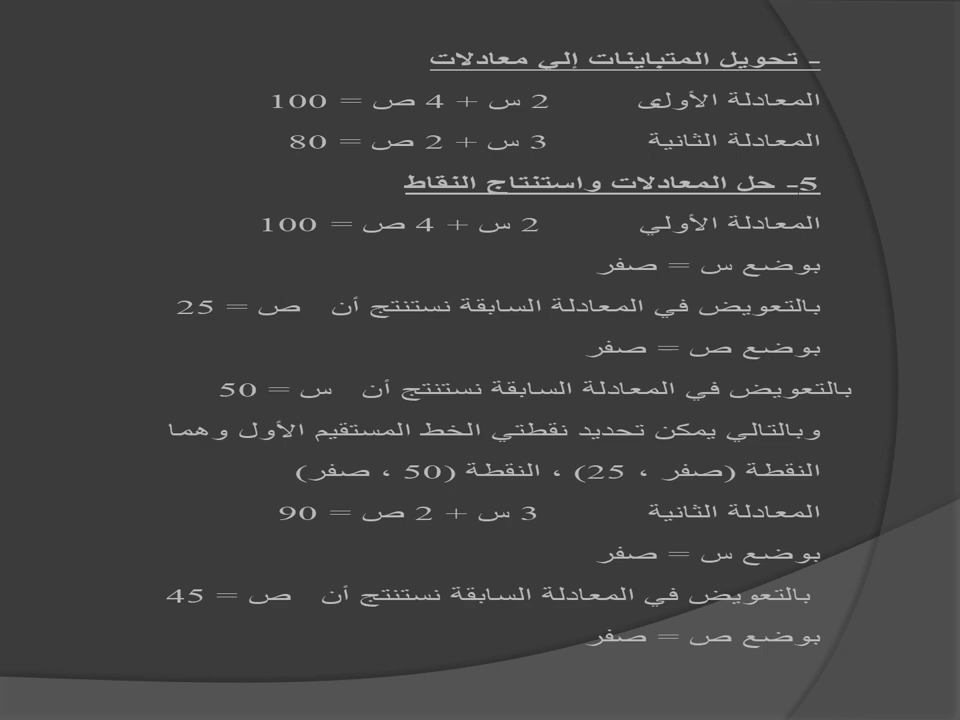 - تحويل المتباينات إلي معادلات
المعادلة الأولى 2 س + 4 ص = 100
المعادلة الثانية 3 س + 2 ص = 80
5- حل المعادلات واستنتاج النقاط
المعادلة الأولي 2 س + 4 ص = 100
بوضع س = صفر
بالتعويض في المعادلة السابقة نستنتج أن ص = 25
بوضع ص = صفر
بالتعويض في المعادلة السابقة نستنتج أن س = 50
وبالتالي يمكن تحديد نقطتي الخط المستقيم الأول وهما
النقطة (صفر ، 25) ، النقطة (50 ، صفر)
المعادلة الثانية 3 س + 2 ص = 90
بوضع س = صفر
بالتعويض في المعادلة السابقة نستنتج أن ص = 45
بوضع ص = صفر